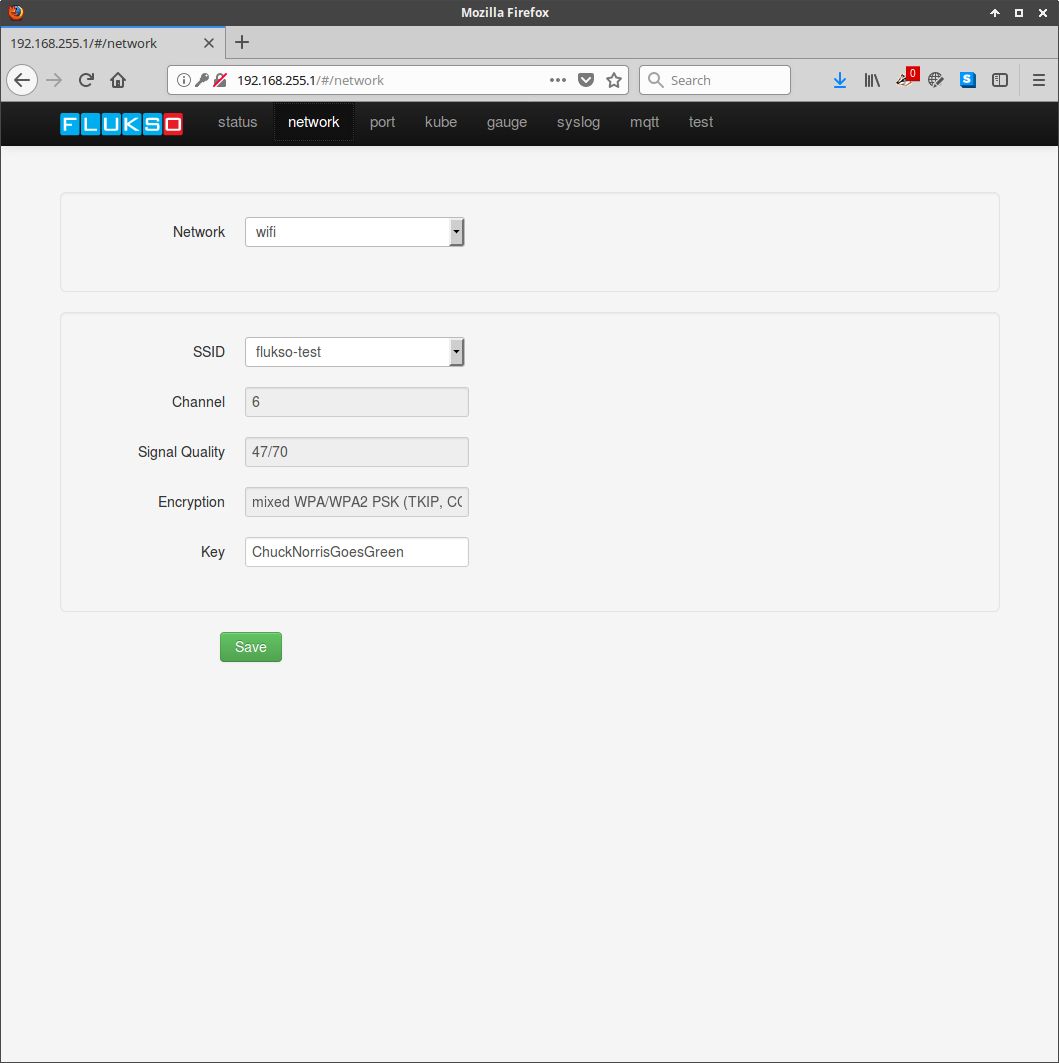 Mozilla Firefox
192.168.255.1/#/network
192.168.255.1/#/network
Search
0
S
FLUKSO status network port kube gauge syslog mqtt test
Network wifi
SSID flukso-test
Channel 6
Signal Quality 47/70
Encryption mixed WPA/WPA2 PSK (TKIP, CC
Key ChuckNorrisGoesGreen
Save